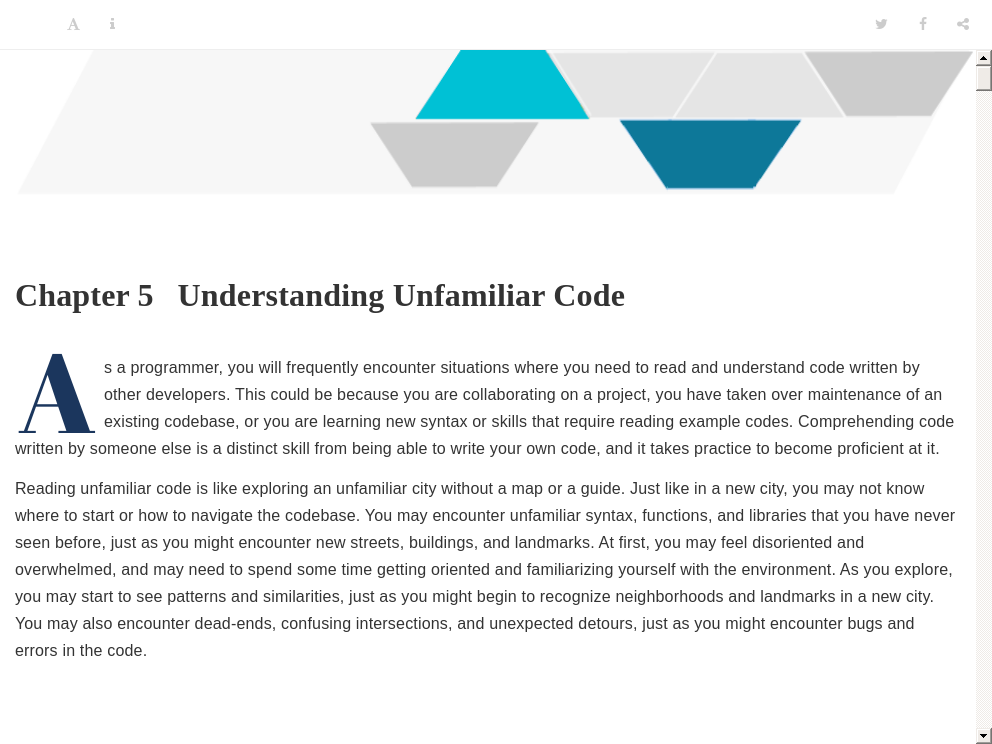 Chapter 5 Understanding Unfamiliar Code
As a programmer, you will frequently encounter situations where you need to read and understand code written by
other developers. This could be because you are collaborating on a project, you have taken over maintenance of an
existing codebase, or you are learning new syntax or skills that require reading example codes. Comprehending code
written by someone else is a distinct skill from being able to write your own code, and it takes practice to become proficient at it.
Reading unfamiliar code is like exploring an unfamiliar city without a map or a guide. Just like in a new city, you may not know
where to start or how to navigate the codebase. You may encounter unfamiliar syntax, functions, and libraries that you have never
seen before, just as you might encounter new streets, buildings, and landmarks. At first, you may feel disoriented and
overwhelmed, and may need to spend some time getting oriented and familiarizing yourself with the environment. As you explore,
you may start to see patterns and similarities, just as you might begin to recognize neighborhoods and landmarks in a new city.
You may also encounter dead-ends, confusing intersections, and unexpected detours, just as you might encounter bugs and
errors in the code.